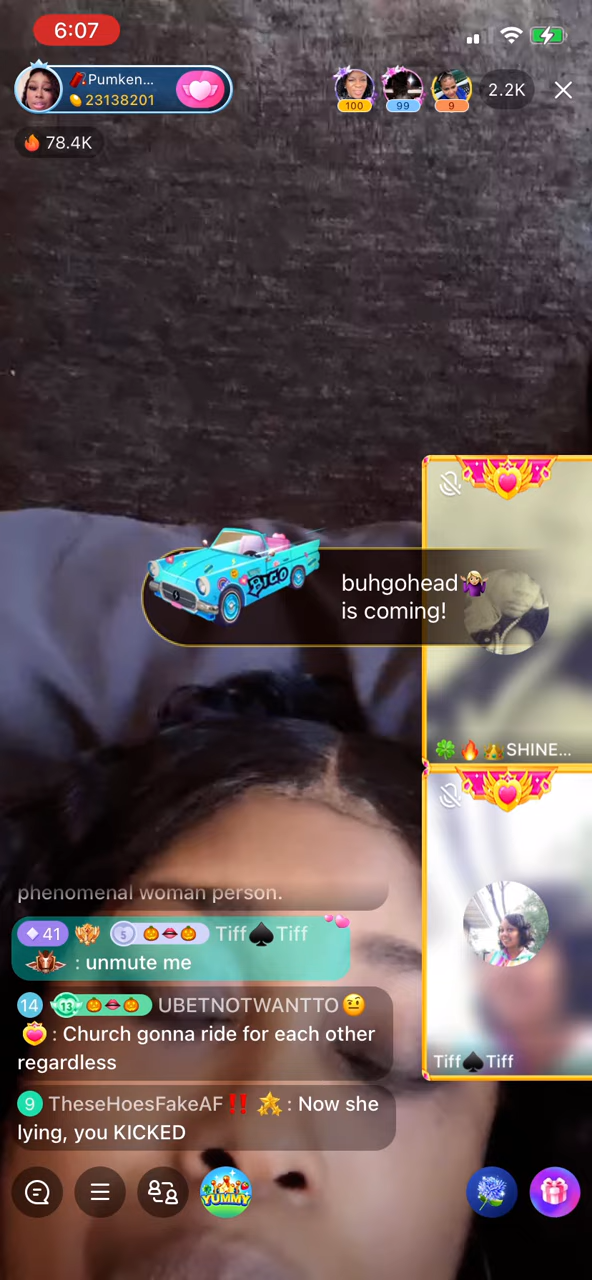 6:07
Pumken...
23138201
100
99
9
2.2K
78.4K
BIGO
buhgohead🤷🏼‍♀️
is coming!
🍀🔥👑SHINE...
phenomenal woman person.
41 5 🎃👄🎃 Tiff♠️Tiff
: unmute me
14 13 🎃👄🎃 UBETNOTWANTTO🤨
: Church gonna ride for each other
regardless
Tiff♠️Tiff
9 TheseHoesFakeAF‼️ : Now she
lying, you KICKED
YUMMY